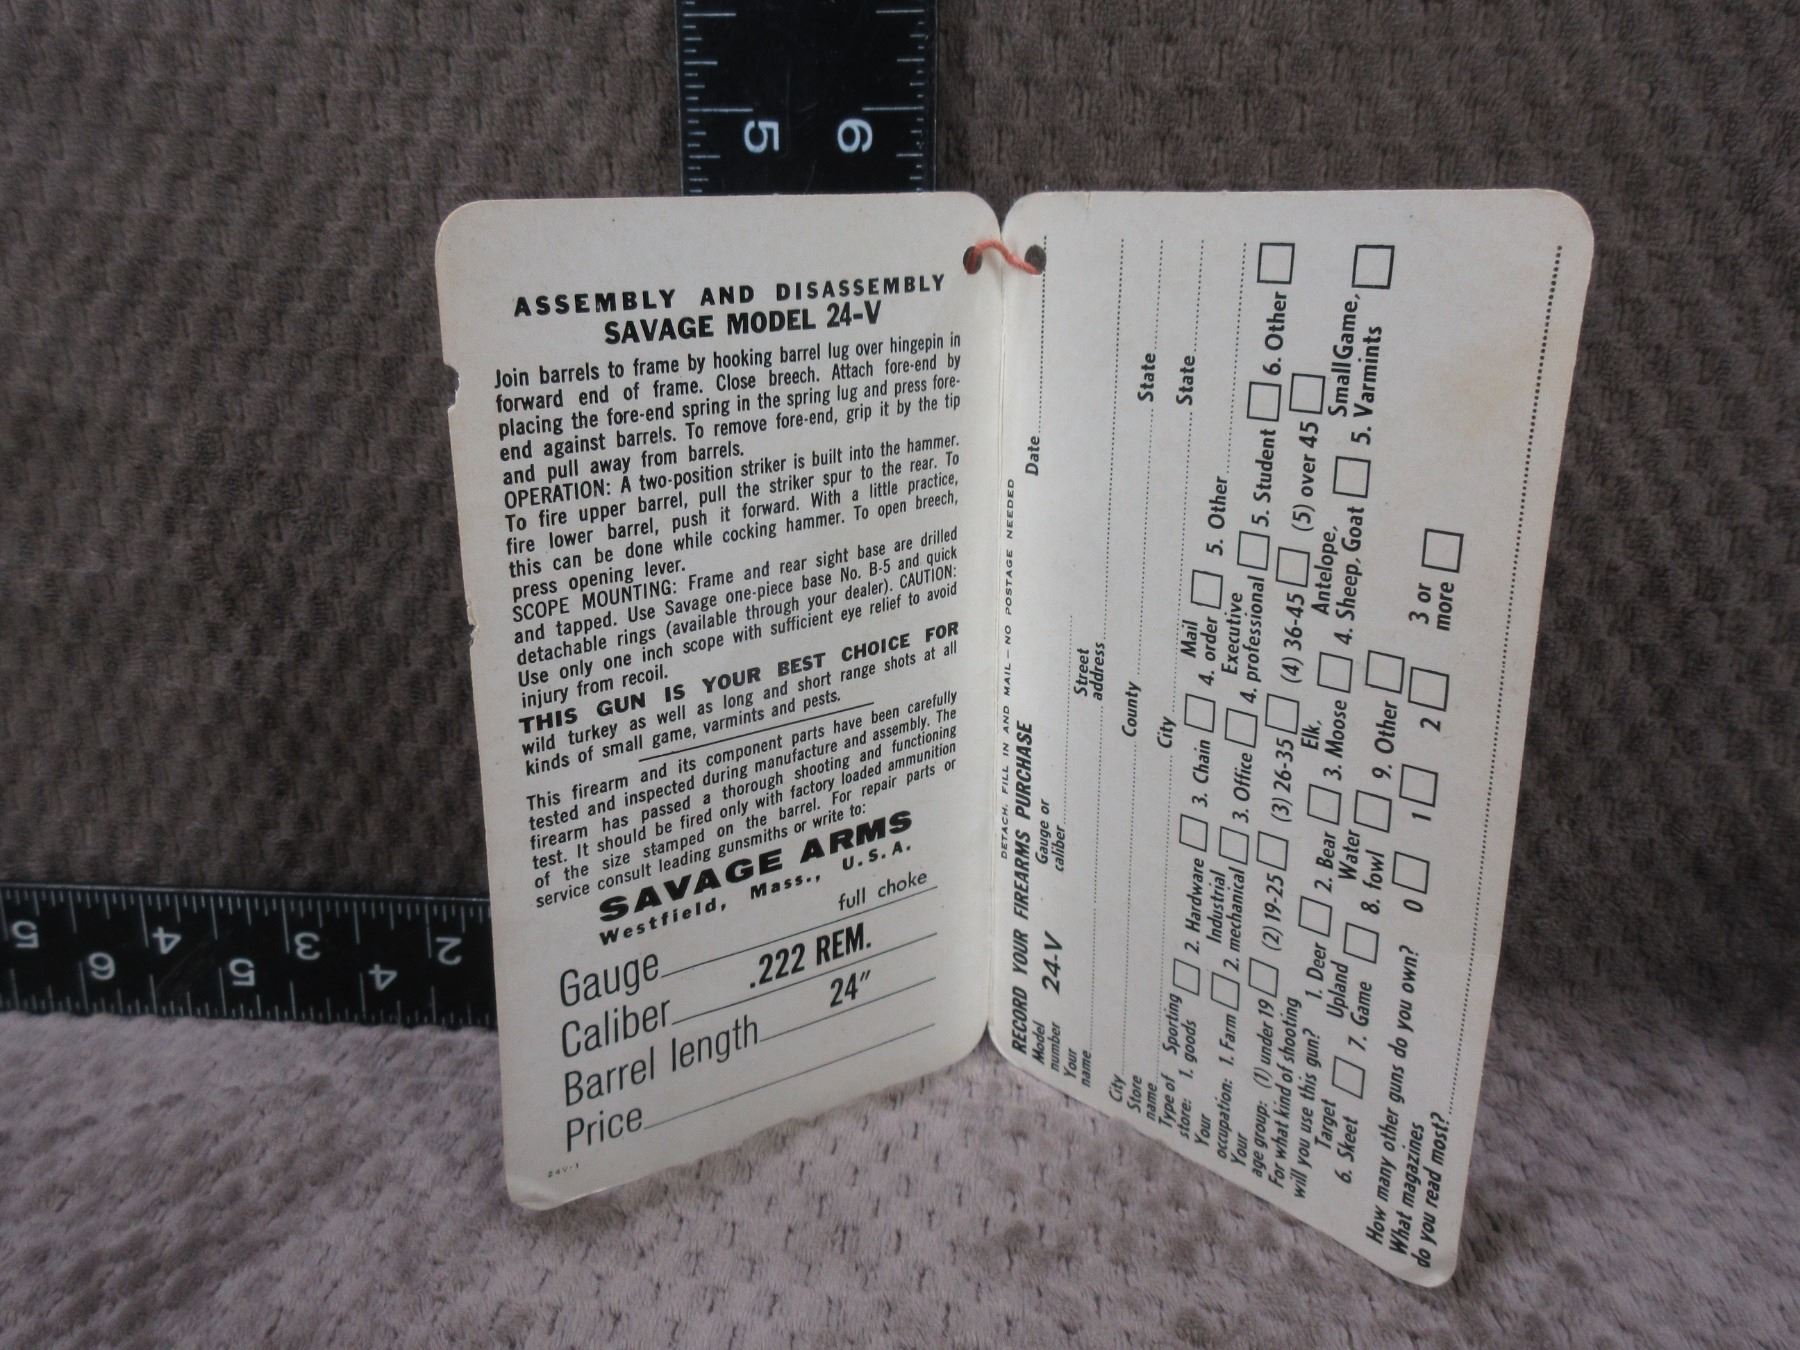 5 6
ASSEMBLY AND DISASSEMBLY
SAVAGE MODEL 24-V
Join barrels to frame by hooking barrel lug over hingepin in
forward end of frame. Close breech. Attach fore-end by
placing the fore-end spring in the spring lug and press fore-
end against barrels. To remove fore-end, grip it by the tip
and pull away from barrels.
OPERATION: A two-position striker is built into the hammer.
To fire upper barrel, pull the striker spur to the rear. To
fire lower barrel, push it forward. With a little practice,
this can be done while cocking hammer. To open breech,
press opening lever.
SCOPE MOUNTING: Frame and rear sight base are drilled
and tapped. Use Savage one-piece base No. B-5 and quick
detachable rings (available through your dealer). CAUTION:
Use only one inch scope with sufficient eye relief to avoid
injury from recoil.
THIS GUN IS YOUR BEST CHOICE FOR
wild turkey as well as long and short range shots at all
kinds of small game, varmints and pests.
This firearm and its component parts have been carefully
tested and inspected during manufacture and assembly. The
firearm has passed a thorough shooting and functioning
test. It should be fired only with factory loaded ammunition
of the size stamped on the barrel. For repair parts or
service consult leading gunsmiths or write to:
SAVAGE ARMS
Westfield, Mass., U.S.A.
Gauge full choke
Caliber .222 REM.
Barrel length 24"
Price
24V-1
DETACH, FILL IN AND MAIL—NO POSTAGE NEEDED
RECORD YOUR FIREARMS PURCHASE Date
Model number 24-V Gauge or caliber
Your name Street address
City County State
Store name City State
Type of store: 1. Sporting goods 2. Hardware 3. Chain 4. Mail order 5. Other
Your occupation: 1. Farm 2. Industrial mechanical 3. Office 4. Executive professional 5. Student 6. Other
Your age group: (1) under 19 (2) 19-25 (3) 26-35 (4) 36-45 (5) over 45
For what kind of shooting
will you use this gun? 1. Deer 2. Bear 3. Elk, Moose 4. Antelope, Sheep, Goat 5. Small Game, Varmints
6. Target Skeet 7. Upland Game 8. Water fowl 9. Other
How many other guns do you own? 0 1 2 3 or more
What magazines
do you read most?
5 4 3 2
6 5 4